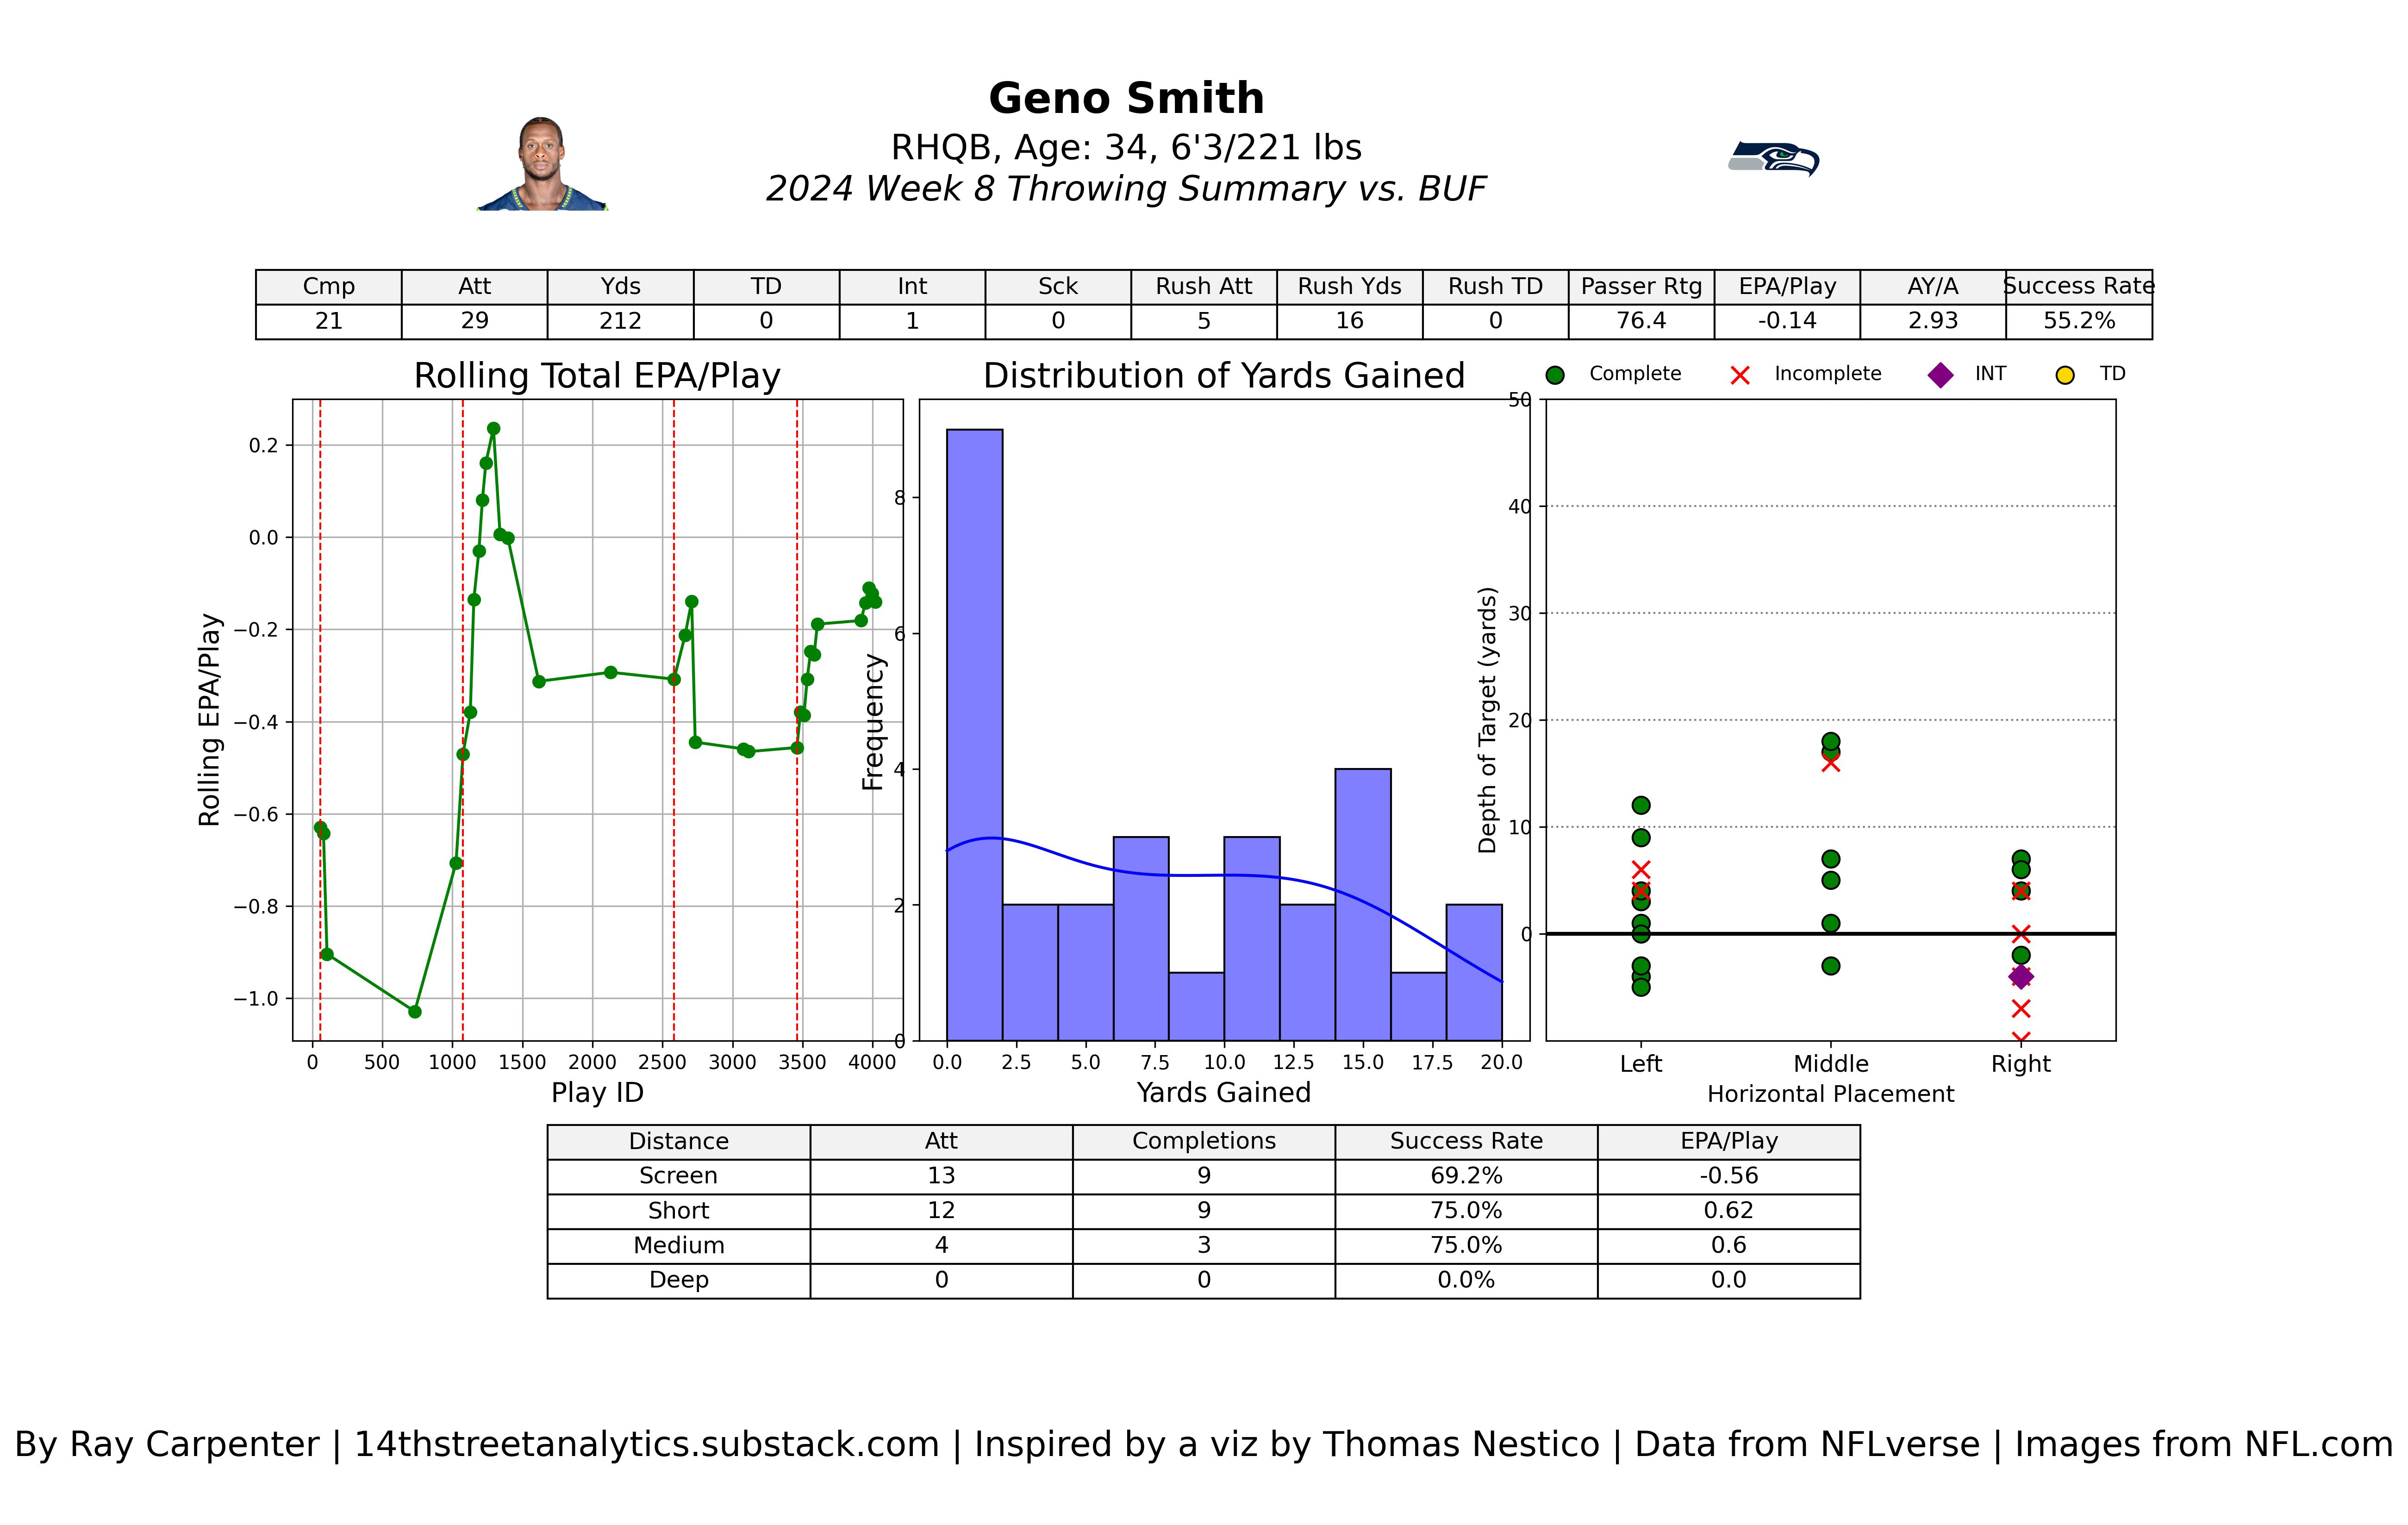 Geno Smith
RHQB, Age: 34, 6'3/221 lbs
2024 Week 8 Throwing Summary vs. BUF
Cmp Att Yds TD Int Sck Rush Att Rush Yds Rush TD Passer Rtg EPA/Play AY/A Success Rate
21 29 212 0 1 0 5 16 0 76.4 -0.14 2.93 55.2%
Rolling Total EPA/Play
0.2
0.0
−0.2
−0.4
−0.6
−0.8
−1.0
Rolling EPA/Play
0 500 1000 1500 2000 2500 3000 3500 4000
Play ID
Distribution of Yards Gained
8
6
4
2
0
Frequency
0.0 2.5 5.0 7.5 10.0 12.5 15.0 17.5 20.0
Yards Gained
Complete Incomplete INT TD
50
40
30
20
10
0
Depth of Target (yards)
Left Middle Right
Horizontal Placement
Distance Att Completions Success Rate EPA/Play
Screen 13 9 69.2% -0.56
Short 12 9 75.0% 0.62
Medium 4 3 75.0% 0.6
Deep 0 0 0.0% 0.0
By Ray Carpenter | 14thstreetanalytics.substack.com | Inspired by a viz by Thomas Nestico | Data from NFLverse | Images from NFL.com